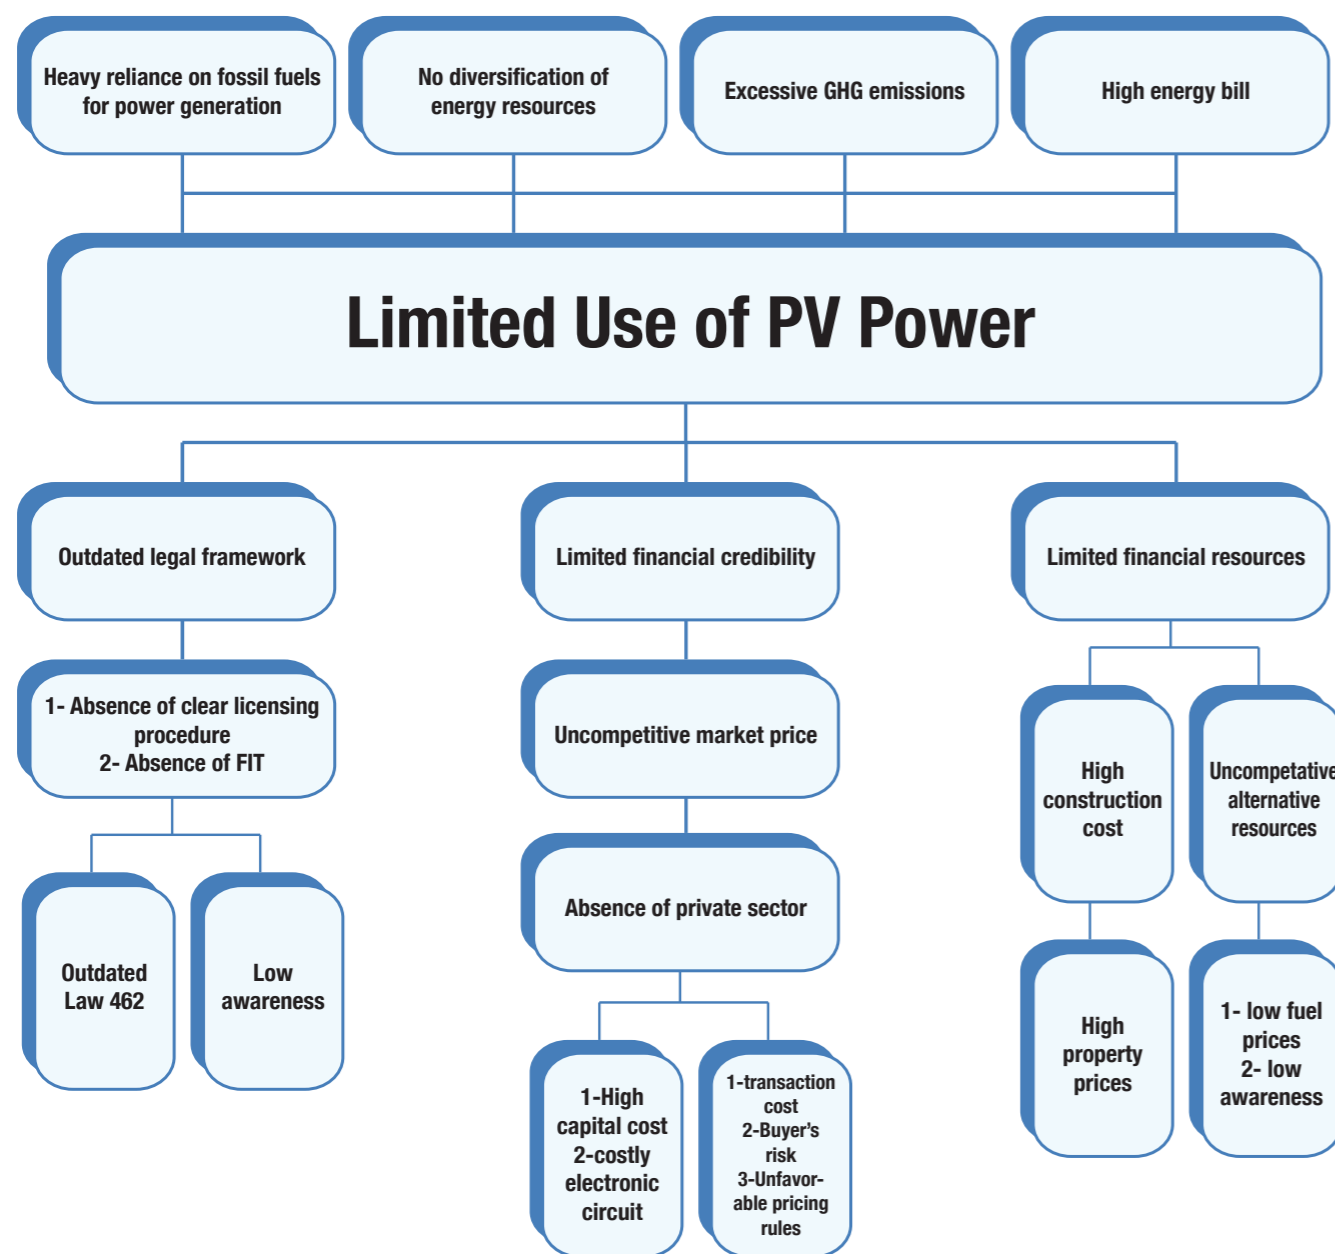 Heavy reliance on fossil fuels
for power generation
No diversification of
energy resources
Excessive GHG emissions
High energy bill
Limited Use of PV Power
Outdated legal framework
Limited financial credibility
Limited financial resources
1- Absence of clear licensing
procedure
2- Absence of FIT
Uncompetitive market price
High
construction
cost
Uncompetative
alternative
resources
Outdated
Law 462
Low
awareness
Absence of private sector
High
property
prices
1- low fuel
prices
2- low
awareness
1-High
capital cost
2-costly
electronic
circuit
1-transaction
cost
2-Buyer's
risk
3-Unfavor-
able pricing
rules